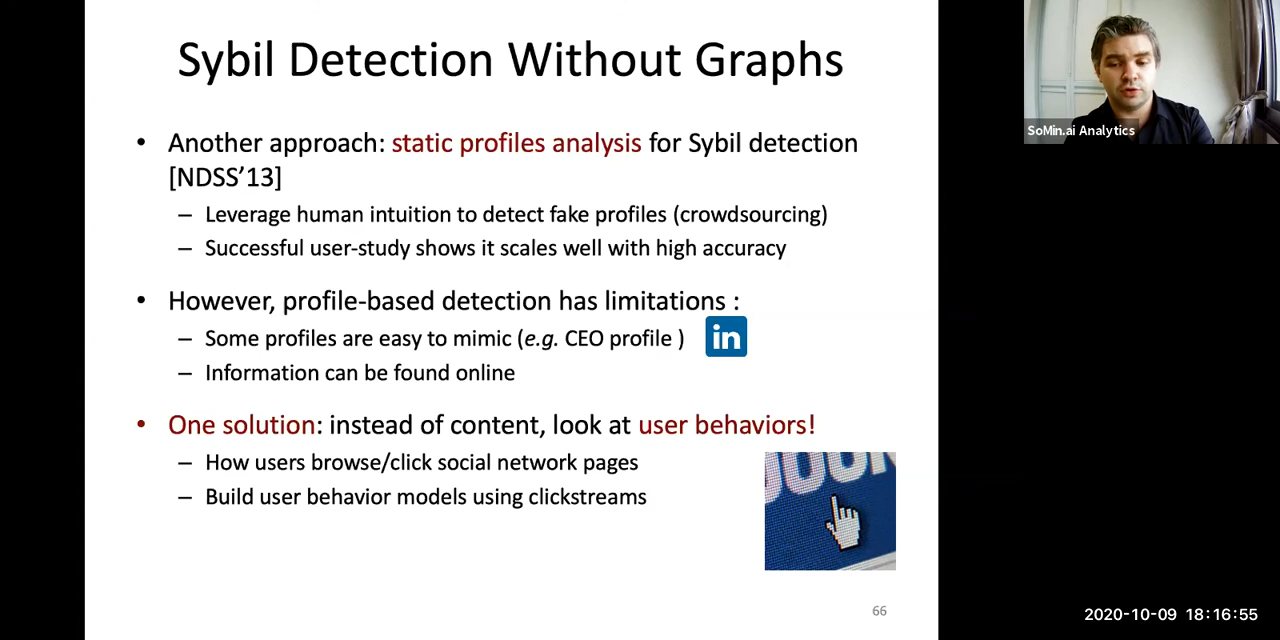 Sybil Detection Without Graphs
• Another approach: static profiles analysis for Sybil detection
[NDSS'13]
– Leverage human intuition to detect fake profiles (crowdsourcing)
– Successful user-study shows it scales well with high accuracy
• However, profile-based detection has limitations :
– Some profiles are easy to mimic (e.g. CEO profile )
in
– Information can be found online
• One solution: instead of content, look at user behaviors!
– How users browse/click social network pages
– Build user behavior models using clickstreams
66
SoMin.ai Analytics
2020-10-09 18:16:55